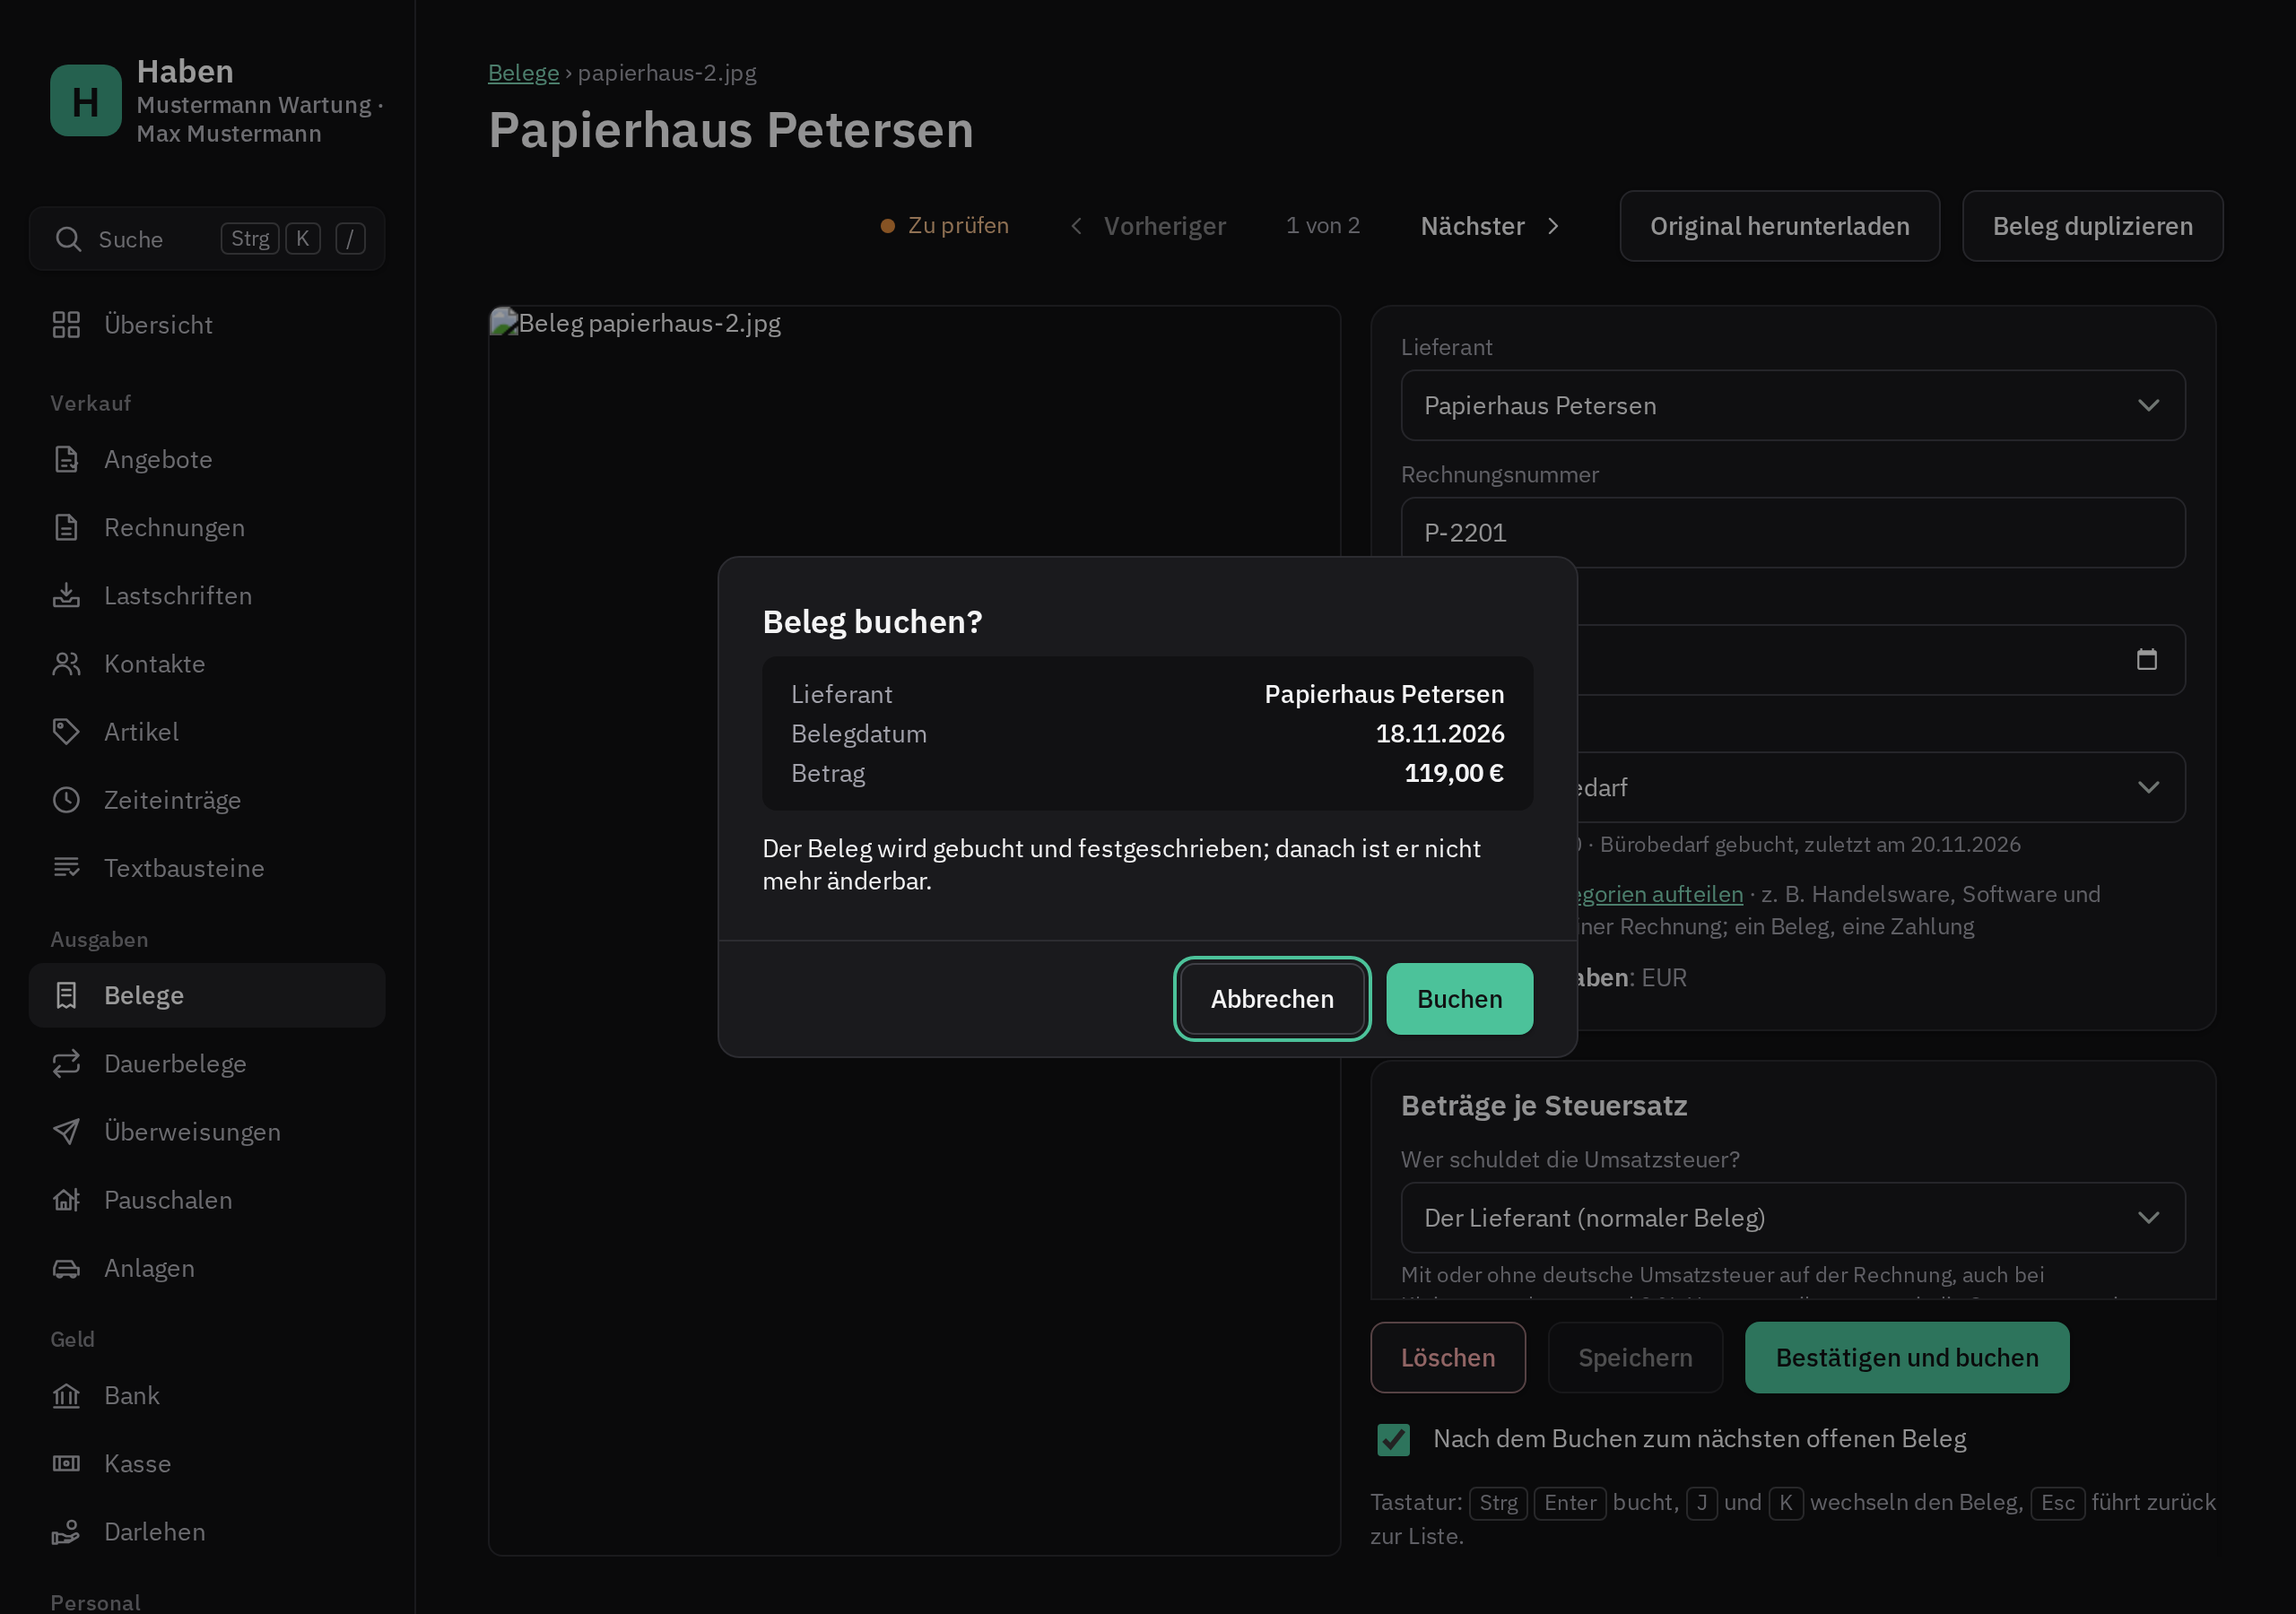 H
Haben
Mustermann Wartung ·
Max Mustermann
Suche Strg K /
Übersicht
Verkauf
Angebote
Rechnungen
Lastschriften
Kontakte
Artikel
Zeiteinträge
Textbausteine
Ausgaben
Belege
Dauerbelege
Überweisungen
Pauschalen
Anlagen
Geld
Bank
Kasse
Darlehen
Personal
Belege › papierhaus-2.jpg
Papierhaus Petersen
Zu prüfen
Vorheriger
1 von 2
Nächster
Original herunterladen
Beleg duplizieren
Beleg papierhaus-2.jpg
Lieferant
Papierhaus Petersen
Rechnungsnummer
P-2201
edarf
· Bürobedarf gebucht, zuletzt am 20.11.2026
egorien aufteilen · z. B. Handelsware, Software und
iner Rechnung; ein Beleg, eine Zahlung
aben: EUR
Beleg buchen?
Lieferant Papierhaus Petersen
Belegdatum 18.11.2026
Betrag 119,00 €
Der Beleg wird gebucht und festgeschrieben; danach ist er nicht
mehr änderbar.
Abbrechen
Buchen
Beträge je Steuersatz
Wer schuldet die Umsatzsteuer?
Der Lieferant (normaler Beleg)
Mit oder ohne deutsche Umsatzsteuer auf der Rechnung, auch bei
Löschen
Speichern
Bestätigen und buchen
Nach dem Buchen zum nächsten offenen Beleg
Tastatur: Strg Enter bucht, J und K wechseln den Beleg, Esc führt zurück
zur Liste.